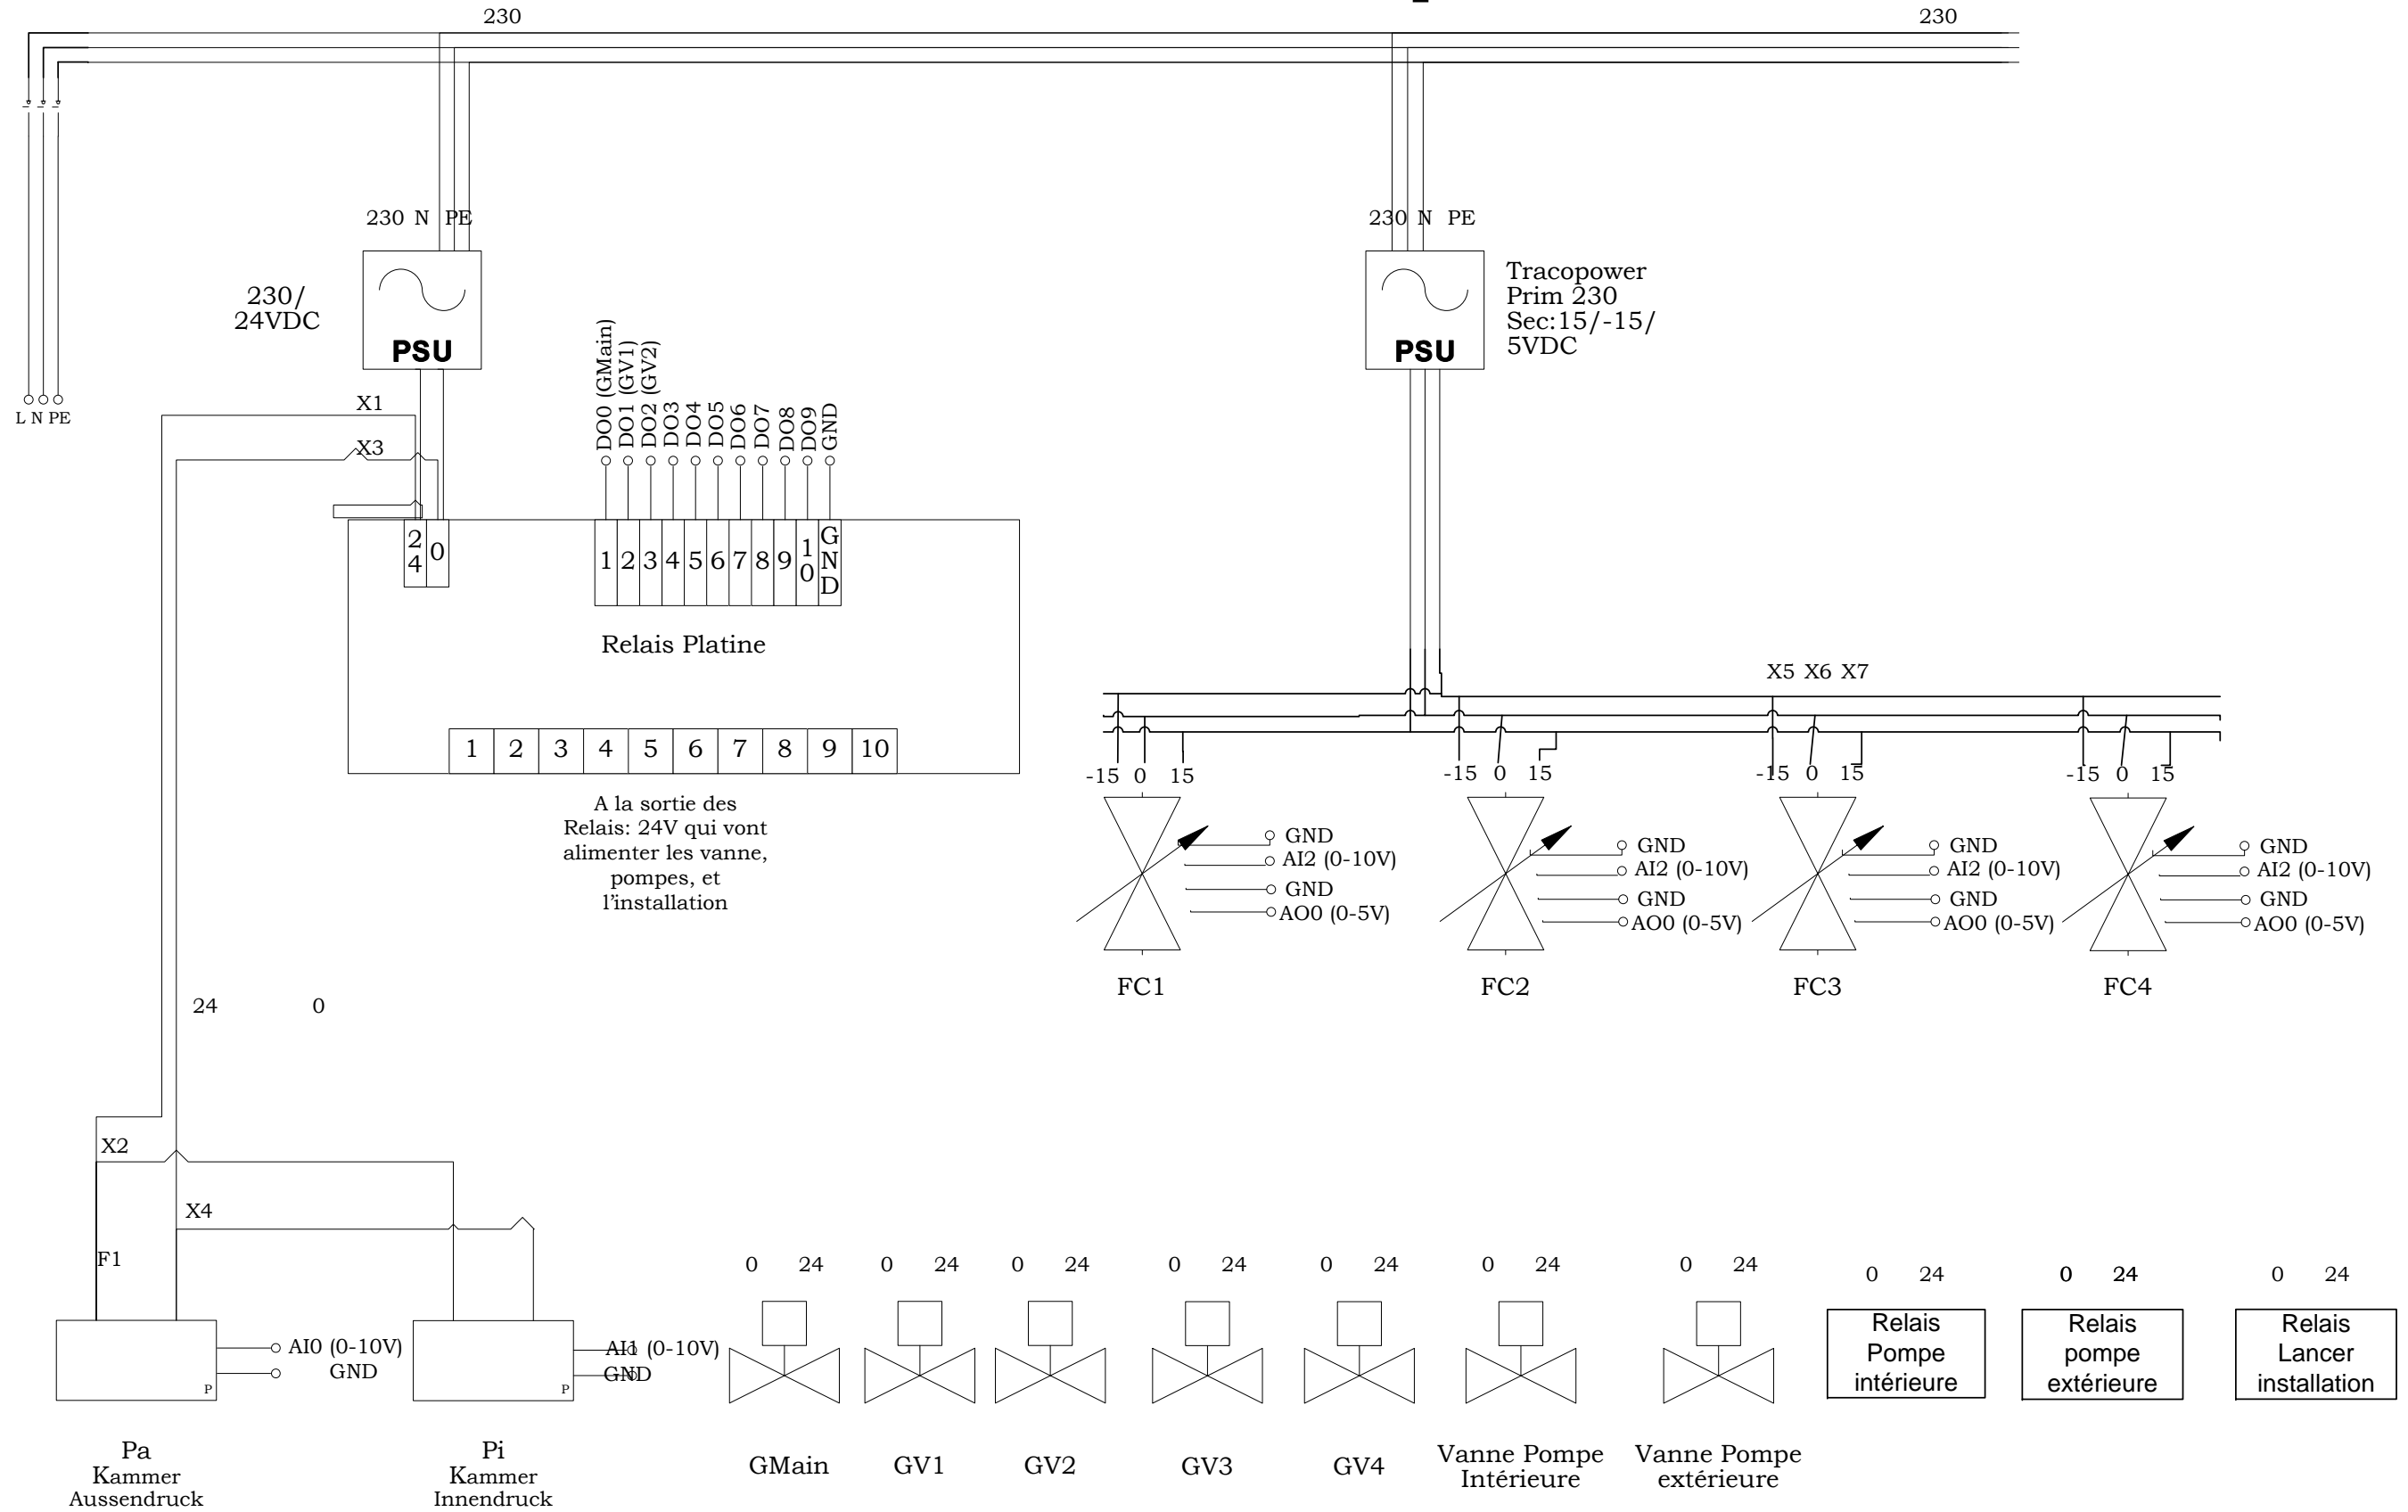 230
230
230 N PE
230 N PE
230/
24VDC
PSU
Tracopower
Prim 230
Sec:15/-15/
5VDC
PSU
L N PE
X1
X3
DO0 (GMain)
DO1 (GV1)
DO2 (GV2)
DO3
DO4
DO5
DO6
DO7
DO8
DO9
GND
24
0
1 2 3 4 5 6 7 8 9 10 GND
Relais Platine
1 2 3 4 5 6 7 8 9 10
A la sortie des
Relais: 24V qui vont
alimenter les vanne,
pompes, et
l'installation
X5 X6 X7
-15 0 15
-15 0 15
-15 0 15
-15 0 15
GND
AI2 (0-10V)
GND
AO0 (0-5V)
FC1
GND
AI2 (0-10V)
GND
AO0 (0-5V)
FC2
GND
AI2 (0-10V)
GND
AO0 (0-5V)
FC3
GND
AI2 (0-10V)
GND
AO0 (0-5V)
FC4
24 0
X2
X4
F1
AI0 (0-10V)
GND
P
Pa
Kammer
Aussendruck
AI1 (0-10V)
GND
P
Pi
Kammer
Innendruck
0 24
GMain
0 24
GV1
0 24
GV2
0 24
GV3
0 24
GV4
0 24
Vanne Pompe
Intérieure
0 24
Vanne Pompe
extérieure
0 24
Relais
Pompe
intérieure
0 24
Relais
pompe
extérieure
0 24
Relais
Lancer
installation